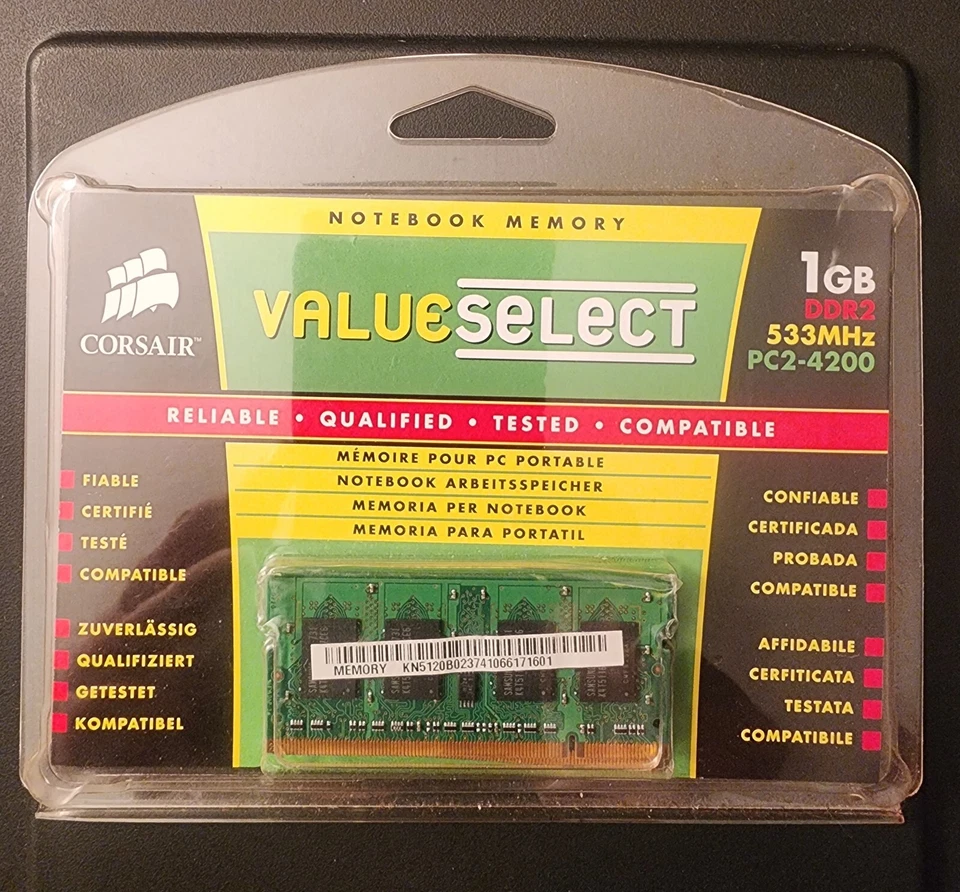 NOTEBOOK MEMORY
CORSAIR™
VALUESELECT
1GB
DDR2
533MHz
PC2-4200
RELIABLE • QUALIFIED • TESTED • COMPATIBLE
MÉMOIRE POUR PC PORTABLE
NOTEBOOK ARBEITSSPEICHER
MEMORIA PER NOTEBOOK
MEMORIA PARA PORTATIL
FIABLE
CERTIFIÉ
TESTÉ
COMPATIBLE
ZUVERLÄSSIG
QUALIFIZIERT
GETESTET
KOMPATIBEL
CONFIABLE
CERTIFICADA
PROBADA
COMPATIBLE
AFFIDABILE
CERFITICATA
TESTATA
COMPATIBILE
MEMORY KN5120B023741066171601